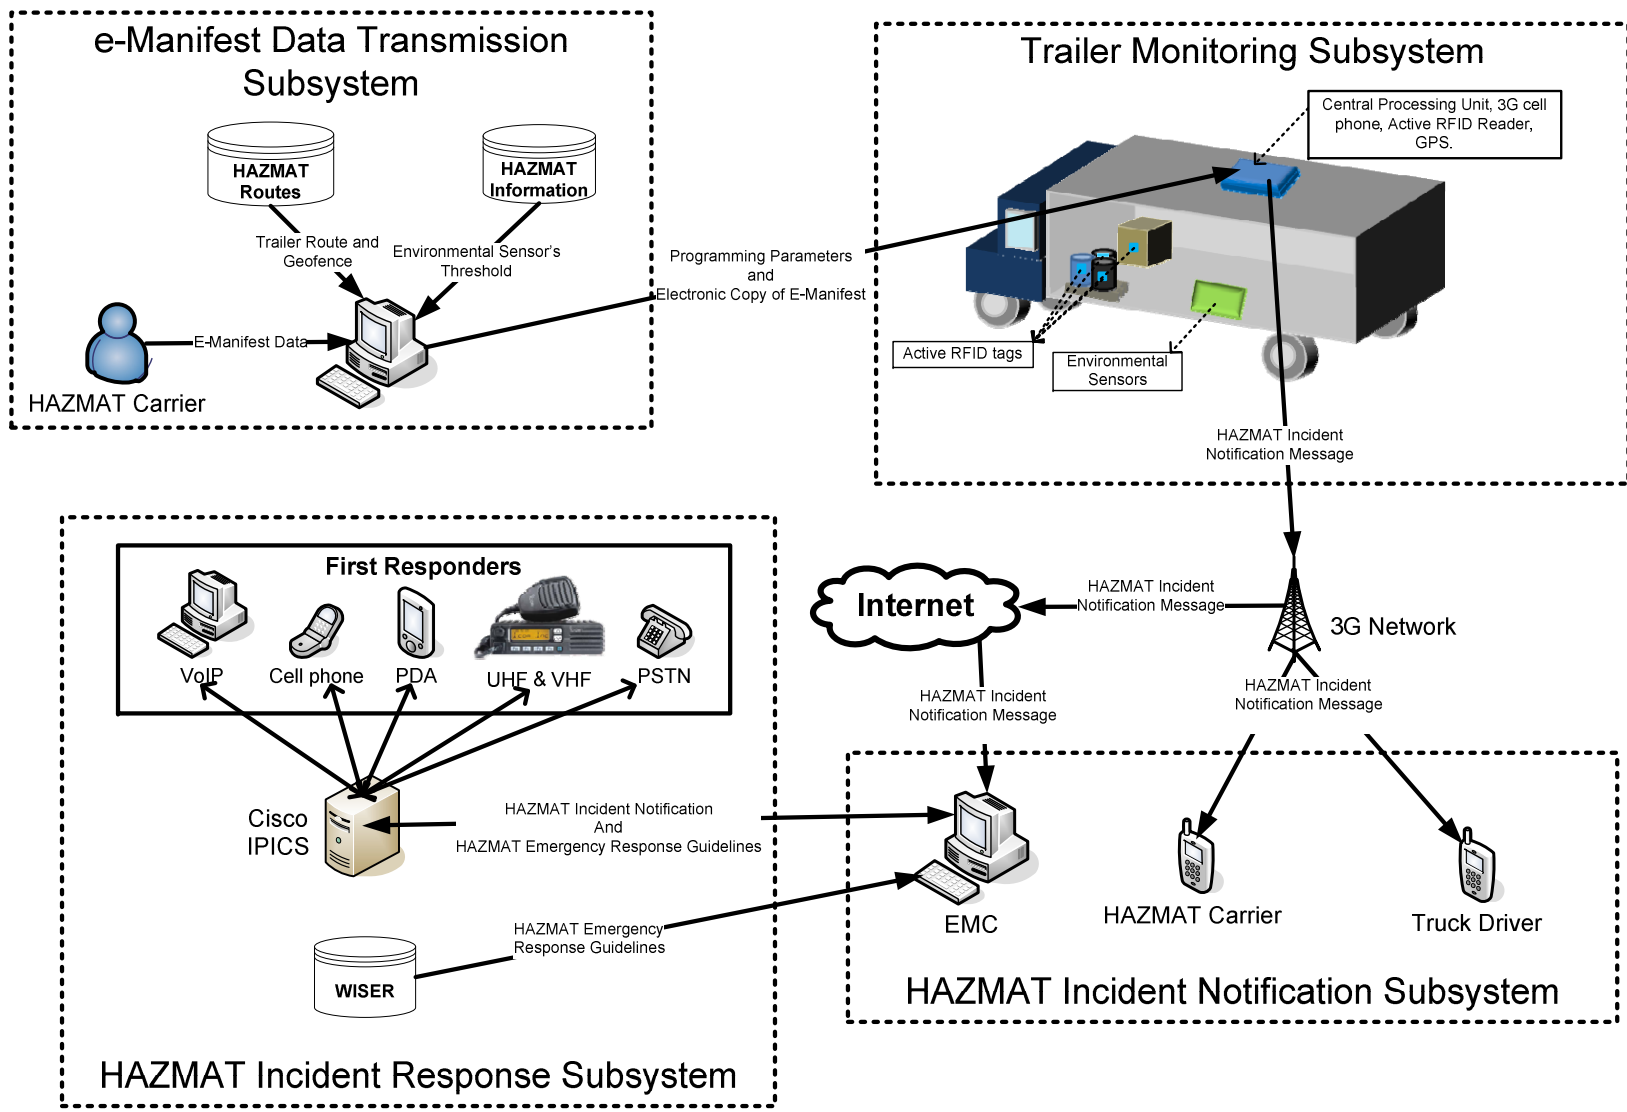 e-Manifest Data Transmission
Subsystem
HAZMAT
Routes
HAZMAT
Information
Trailer Route and
Geofence
Environmental Sensor's
Threshold
E-Manifest Data
HAZMAT Carrier
Programming Parameters
and
Electronic Copy of E-Manifest
Trailer Monitoring Subsystem
Central Processing Unit, 3G cell
phone, Active RFID Reader,
GPS.
Active RFID tags
Environmental
Sensors
HAZMAT Incident
Notification Message
3G Network
HAZMAT Incident
Notification Message
Internet
HAZMAT Incident
Notification Message
HAZMAT Incident
Notification Message
First Responders
VoIP
Cell phone
PDA
UHF & VHF
PSTN
Cisco
IPICS
HAZMAT Incident Notification
And
HAZMAT Emergency Response Guidelines
HAZMAT Emergency
Response Guidelines
WISER
HAZMAT Incident Response Subsystem
EMC
HAZMAT Carrier
Truck Driver
HAZMAT Incident Notification Subsystem